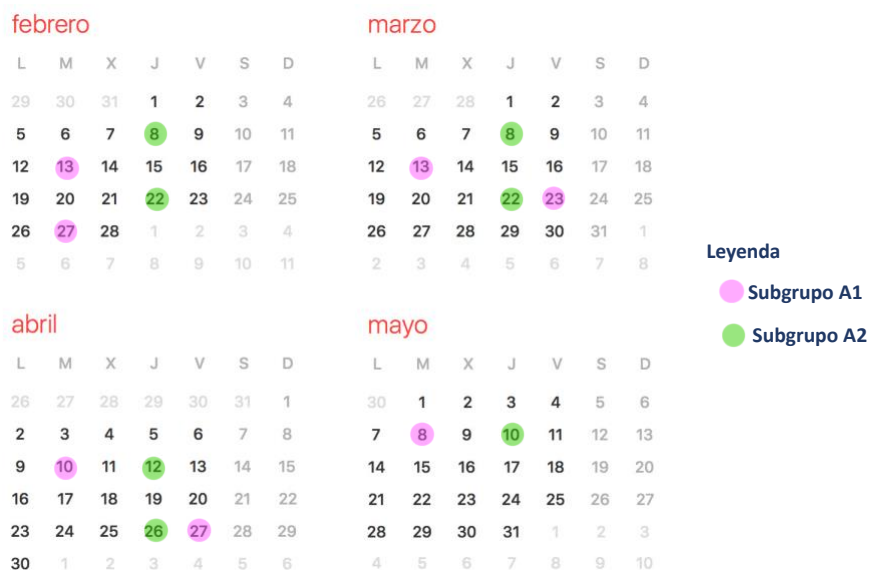 febrero
L M X J V S D
29 30 31 1 2 3 4
5 6 7 8 9 10 11
12 13 14 15 16 17 18
19 20 21 22 23 24 25
26 27 28 1 2 3 4
5 6 7 8 9 10 11
marzo
L M X J V S D
26 27 28 1 2 3 4
5 6 7 8 9 10 11
12 13 14 15 16 17 18
19 20 21 22 23 24 25
26 27 28 29 30 31 1
2 3 4 5 6 7 8
Leyenda
Subgrupo A1
Subgrupo A2
abril
L M X J V S D
26 27 28 29 30 31 1
2 3 4 5 6 7 8
9 10 11 12 13 14 15
16 17 18 19 20 21 22
23 24 25 26 27 28 29
30 1 2 3 4 5 6
mayo
L M X J V S D
30 1 2 3 4 5 6
7 8 9 10 11 12 13
14 15 16 17 18 19 20
21 22 23 24 25 26 27
28 29 30 31 1 2 3
4 5 6 7 8 9 10